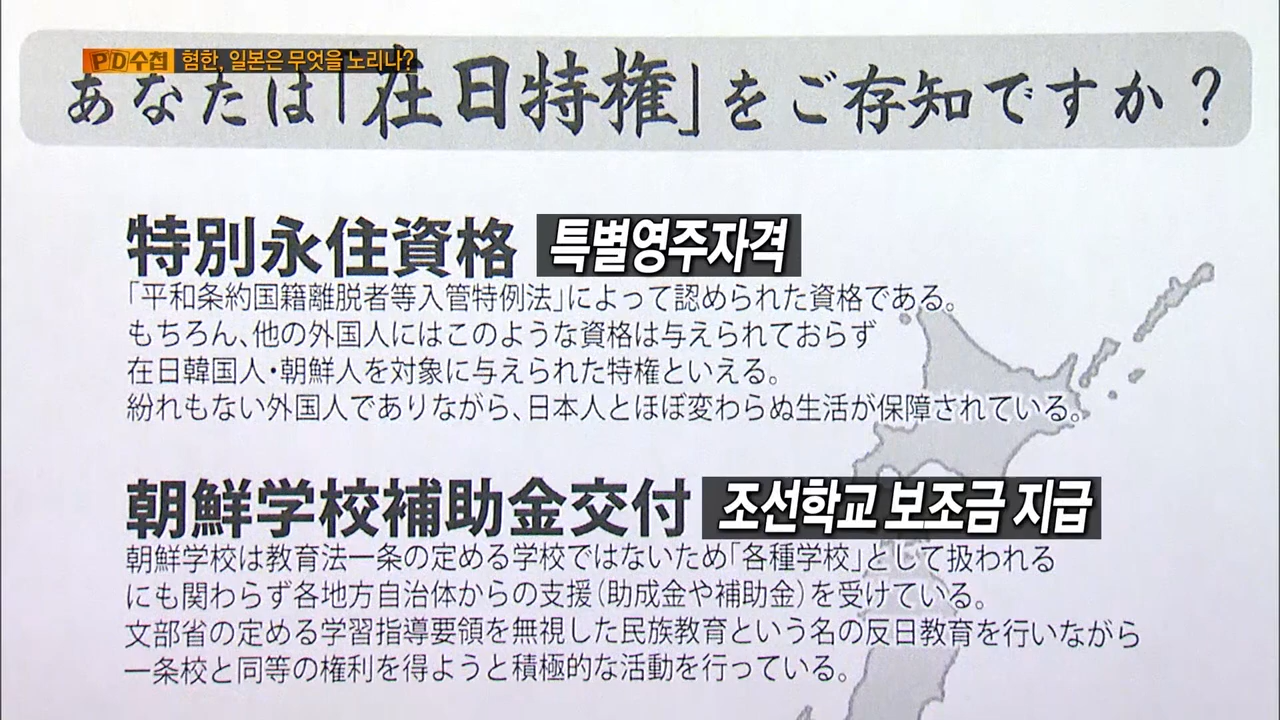 PD수첩 혐한, 일본은 무엇을 노리나?
あなたは「在日特権」をご存知ですか？
特別永住資格 특별영주자격
「平和条約国籍離脱者等入管特例法」によって認められた資格である。
もちろん、他の外国人にはこのような資格は与えられておらず
在日韓国人・朝鮮人を対象に与えられた特権といえる。
紛れもない外国人でありながら、日本人とほぼ変わらぬ生活が保障されている。
朝鮮学校補助金交付 조선학교 보조금 지급
朝鮮学校は教育法一条の定める学校ではないため「各種学校」として扱われる
にも関わらず各地方自治体からの支援（助成金や補助金）を受けている。
文部省の定める学習指導要領を無視した民族教育という名の反日教育を行いながら
一条校と同等の権利を得ようと積極的な活動を行っている。